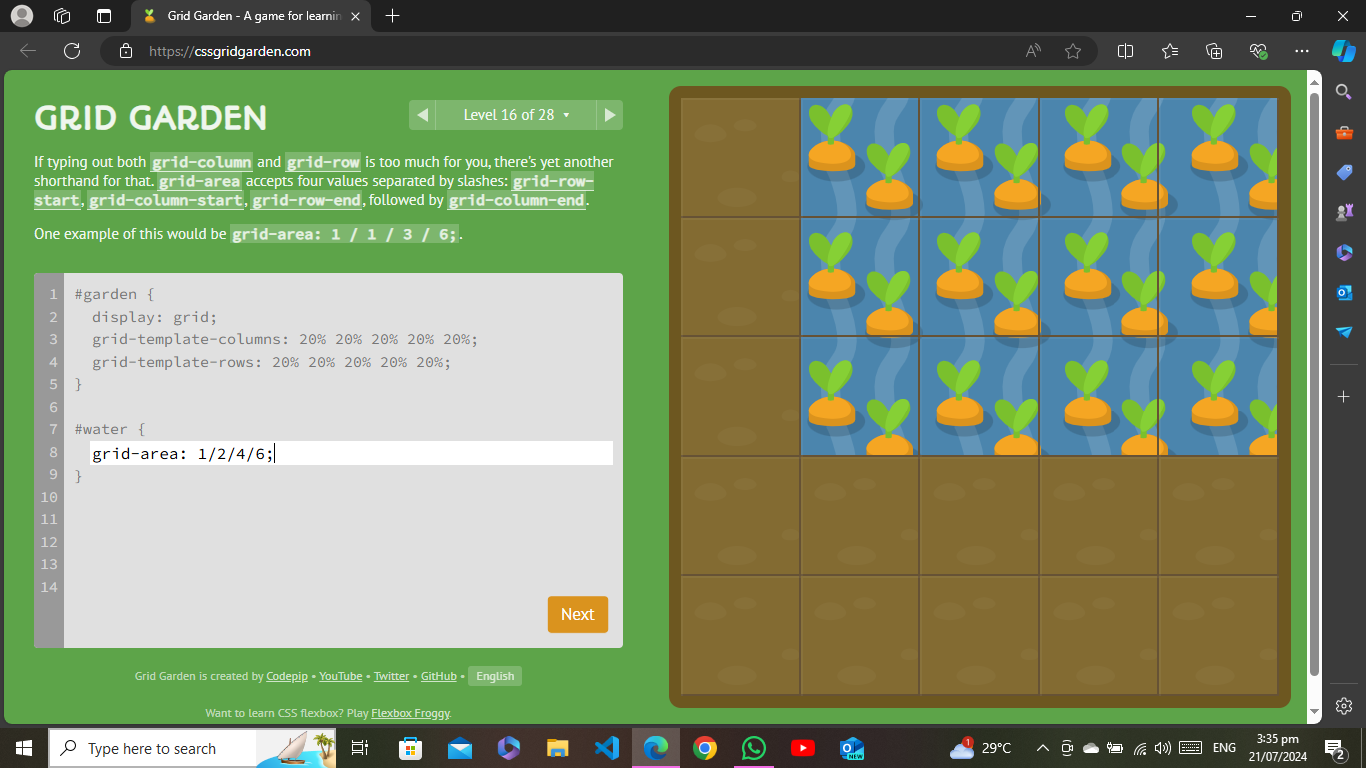 Grid Garden - A game for learnin
https://cssgridgarden.com
GRID GARDEN
Level 16 of 28
If typing out both grid-column and grid-row is too much for you, there's yet another
shorthand for that. grid-area accepts four values separated by slashes: grid-row-
start, grid-column-start, grid-row-end, followed by grid-column-end.
One example of this would be grid-area: 1 / 1 / 3 / 6;.
1 #garden {
2 display: grid;
3 grid-template-columns: 20% 20% 20% 20% 20%;
4 grid-template-rows: 20% 20% 20% 20% 20%;
5 }
6
7 #water {
8 grid-area: 1/2/4/6;
9 }
10
11
12
13
14
Next
Grid Garden is created by Codepip • YouTube • Twitter • GitHub • English
Want to learn CSS flexbox? Play Flexbox Froggy.
Type here to search
NEW
1
29°C
ENG
3:35 pm
21/07/2024
2